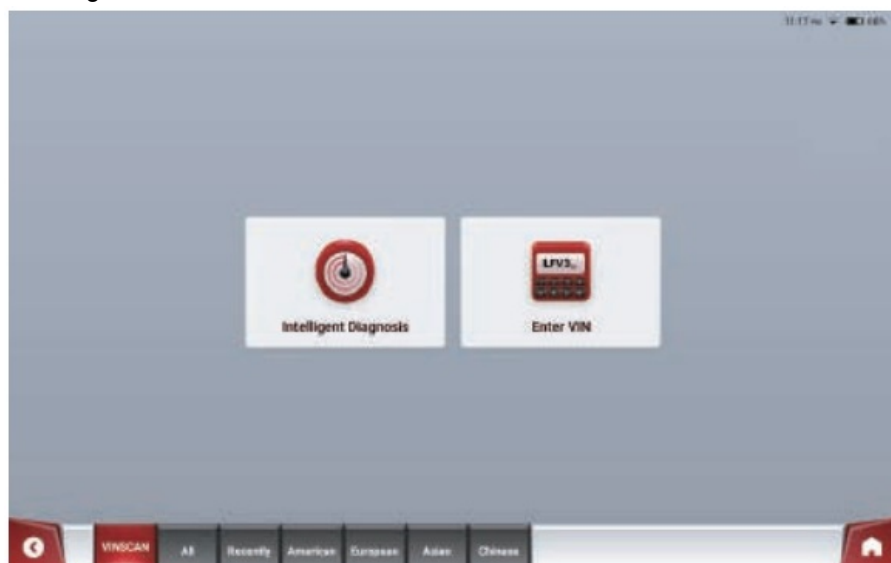 Intelligent Diagnosis
Enter VIN
VINSCAN All Recently American European Asian Chinese